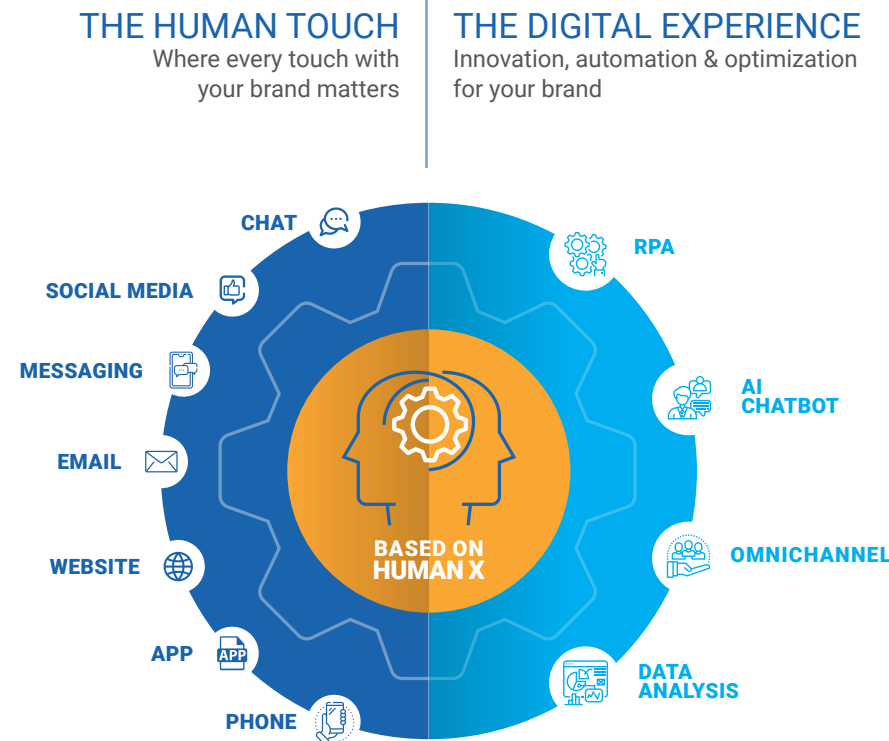 THE HUMAN TOUCH
Where every touch with
your brand matters
THE DIGITAL EXPERIENCE
Innovation, automation & optimization
for your brand
CHAT
SOCIAL MEDIA
MESSAGING
EMAIL
WEBSITE
APP
APP
PHONE
BASED ON
HUMAN X
RPA
AI
CHATBOT
OMNICHANNEL
DATA
ANALYSIS